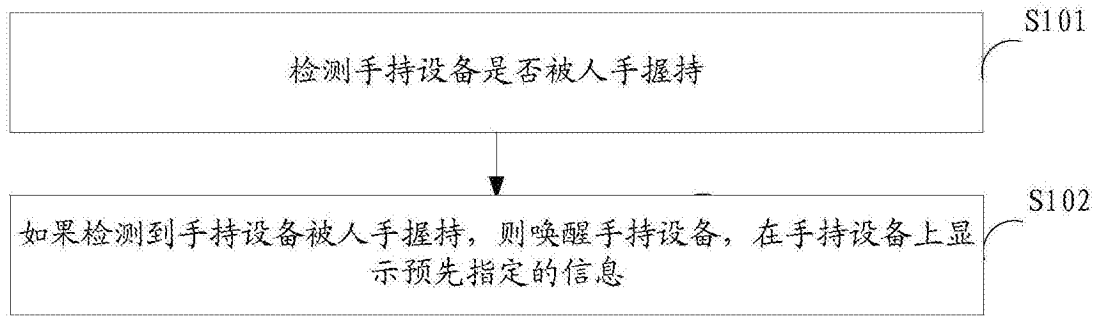 S101
检测手持设备是否被人手握持
S102
如果检测到手持设备被人手握持，则唤醒手持设备，在手持设备上显
示预先指定的信息